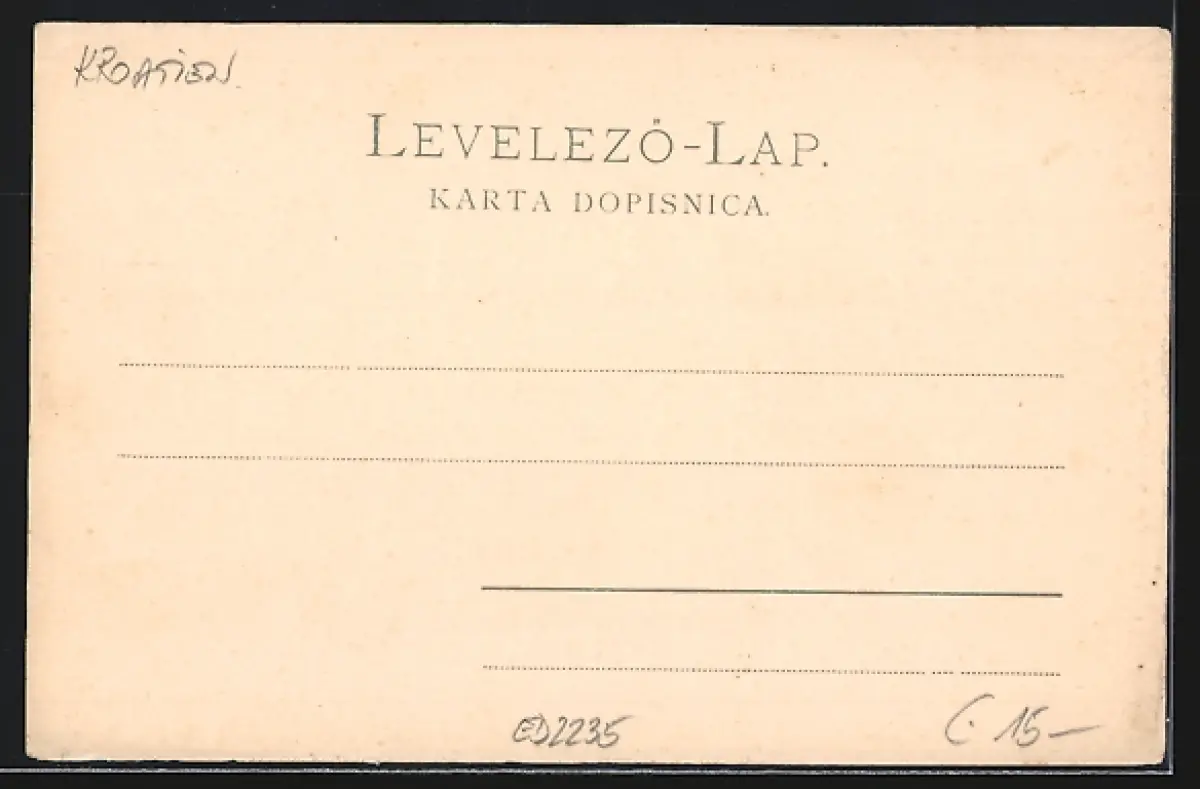 KROATIEN.
LEVELEZŐ-LAP.
KARTA DOPISNICA.
ED2235
€ 15—